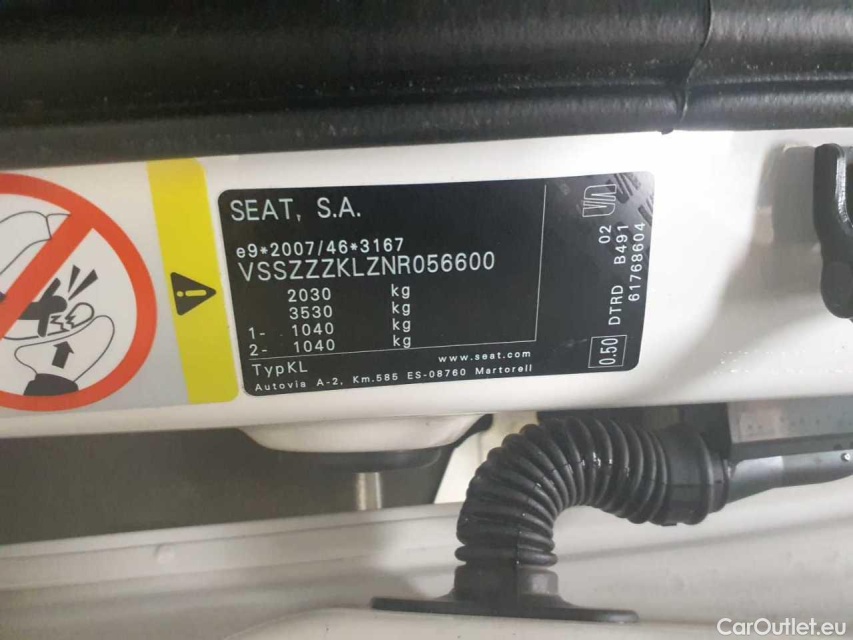 SEAT, S.A.
e9*2007/46*3167
VSSZZZKLZNR056600
2030 kg
3530 kg
1- 1040 kg
2- 1040 kg
TypKL
www.seat.com
Autovia A-2, Km.585 ES-08760 Martorell
02
DTRD B491
61768604
0.50
CarOutlet.eu